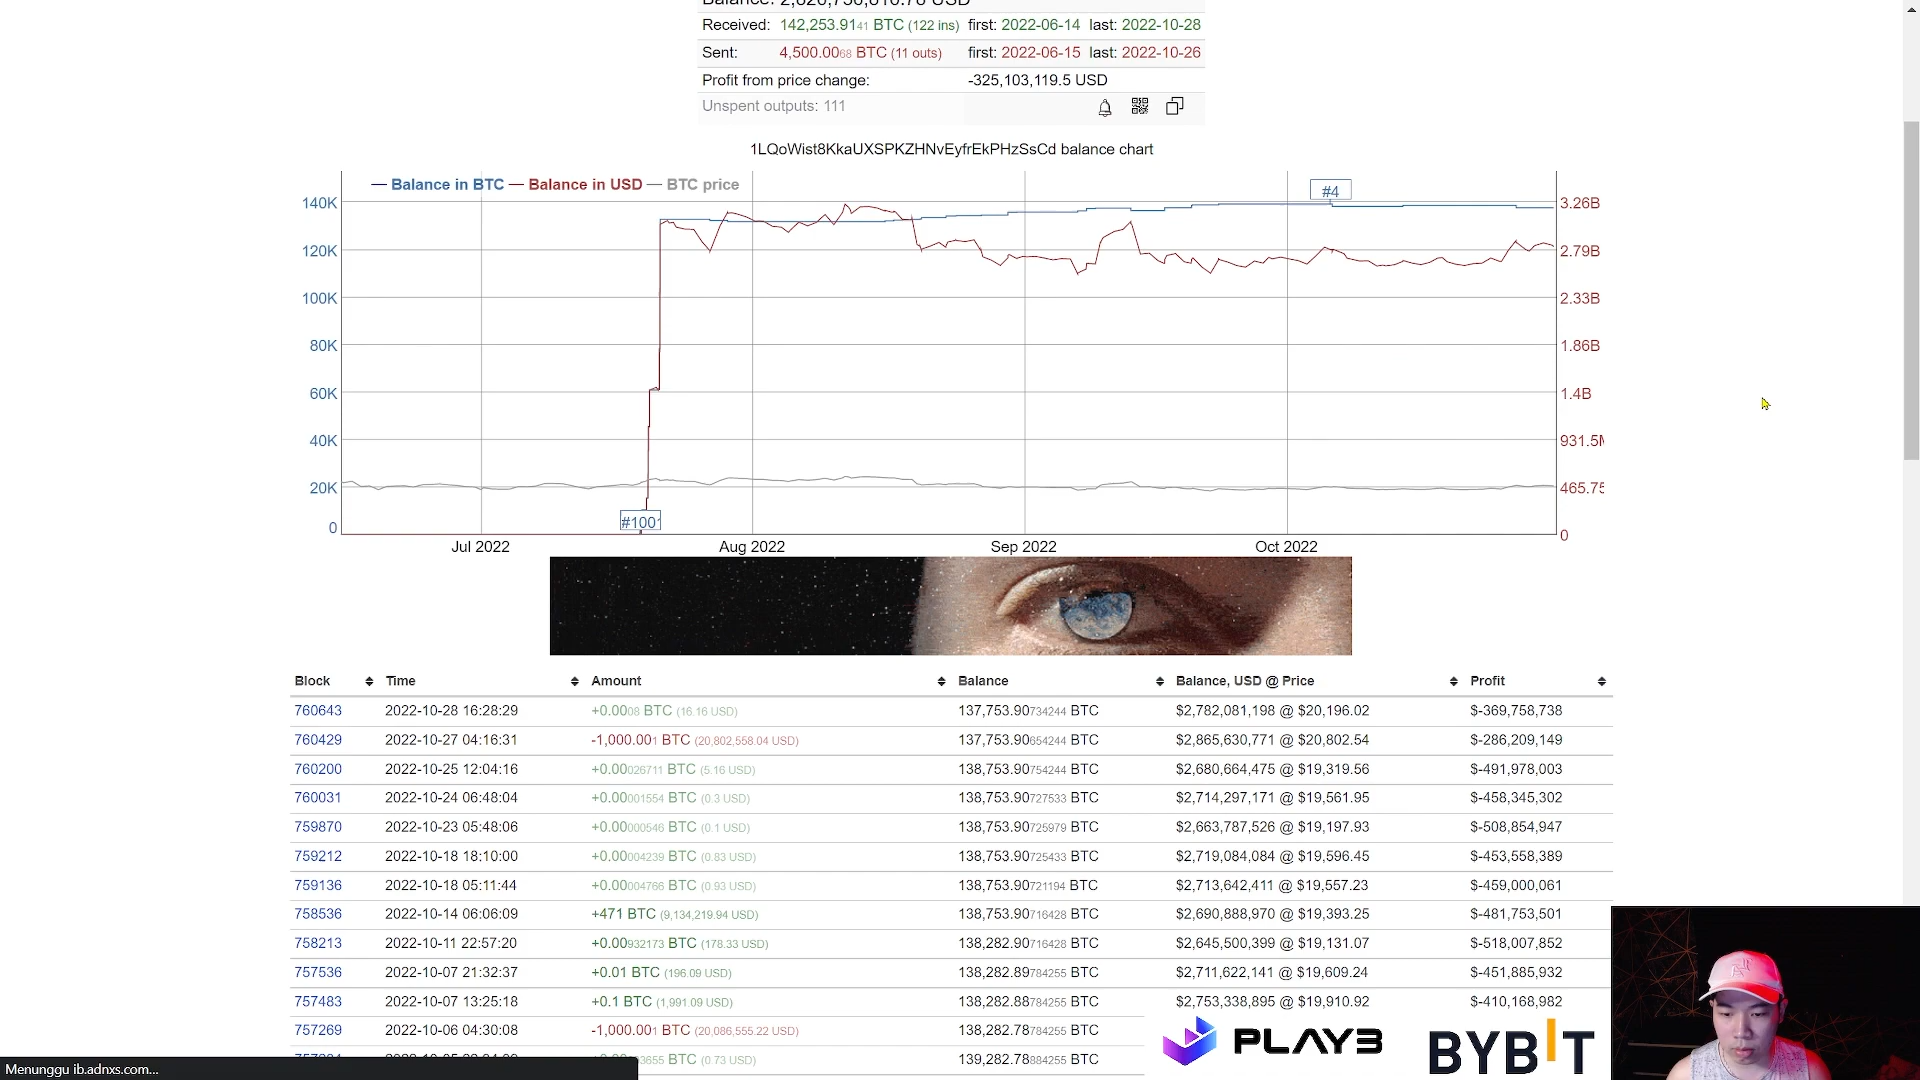 Balance: 2,820,756,810.78 USD
Received: 142,253.9141 BTC (122 ins) first: 2022-06-14 last: 2022-10-28
Sent: 4,500.0068 BTC (11 outs) first: 2022-06-15 last: 2022-10-26
Profit from price change: -325,103,119.5 USD
Unspent outputs: 111
1LQoWist8KkaUXSPKZHNvEyfrEkPHzSsCd balance chart
Balance in BTC Balance in USD BTC price
#4
140K 3.26B
120K 2.79B
100K 2.33B
80K 1.86B
60K 1.4B
40K 931.5M
20K 465.75
#1001
0 0
Jul 2022 Aug 2022 Sep 2022 Oct 2022
Block Time Amount Balance Balance, USD @ Price Profit
760643 2022-10-28 16:28:29 +0.0008 BTC (16.16 USD) 137,753.90734244 BTC $2,782,081,198 @ $20,196.02 $-369,758,738
760429 2022-10-27 04:16:31 -1,000.001 BTC (20,802,558.04 USD) 137,753.90654244 BTC $2,865,630,771 @ $20,802.54 $-286,209,149
760200 2022-10-25 12:04:16 +0.00026711 BTC (5.16 USD) 138,753.90754244 BTC $2,680,664,475 @ $19,319.56 $-491,978,003
760031 2022-10-24 06:48:04 +0.00001554 BTC (0.3 USD) 138,753.90727533 BTC $2,714,297,171 @ $19,561.95 $-458,345,302
759870 2022-10-23 05:48:06 +0.00000546 BTC (0.1 USD) 138,753.90725979 BTC $2,663,787,526 @ $19,197.93 $-508,854,947
759212 2022-10-18 18:10:00 +0.00004239 BTC (0.83 USD) 138,753.90725433 BTC $2,719,084,084 @ $19,596.45 $-453,558,389
759136 2022-10-18 05:11:44 +0.00004766 BTC (0.93 USD) 138,753.90721194 BTC $2,713,642,411 @ $19,557.23 $-459,000,061
758536 2022-10-14 06:06:09 +471 BTC (9,134,219.94 USD) 138,753.90716428 BTC $2,690,888,970 @ $19,393.25 $-481,753,501
758213 2022-10-11 22:57:20 +0.00932173 BTC (178.33 USD) 138,282.90716428 BTC $2,645,500,399 @ $19,131.07 $-518,007,852
757536 2022-10-07 21:32:37 +0.01 BTC (196.09 USD) 138,282.89784255 BTC $2,711,622,141 @ $19,609.24 $-451,885,932
757483 2022-10-07 13:25:18 +0.1 BTC (1,991.09 USD) 138,282.88784255 BTC $2,753,338,895 @ $19,910.92 $-410,168,982
757269 2022-10-06 04:30:08 -1,000.001 BTC (20,086,555.22 USD) 138,282.78784255 BTC
3655 BTC (0.73 USD) 139,282.78884255 BTC
Menunggu ib.adnxs.com...
PLAY3
BYBIT